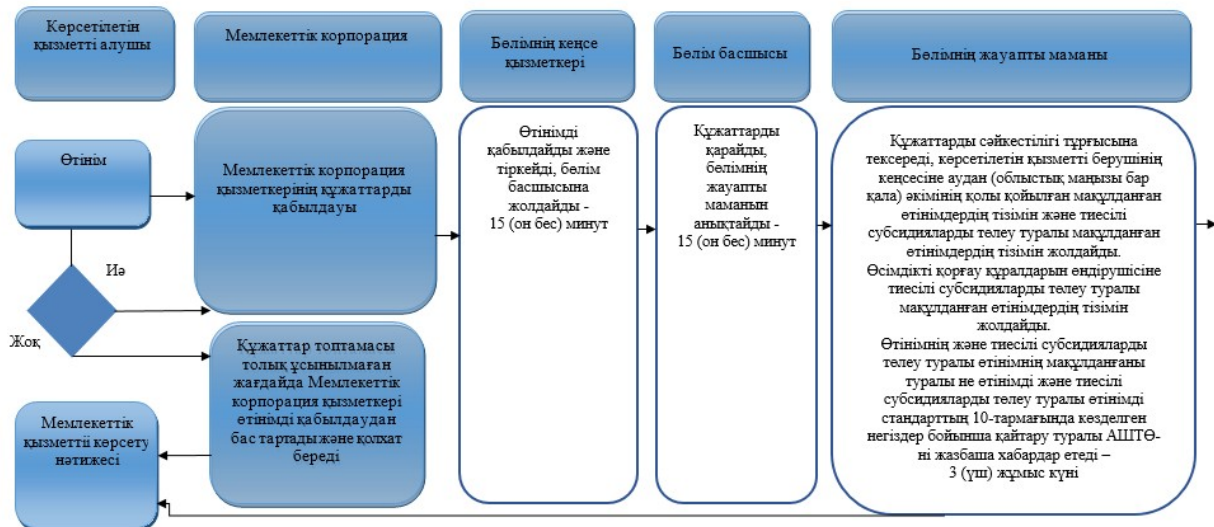 Көрсетілетін
қызметті алушы
Мемлекеттік корпорация
Бөлімнің кеңсе
қызметкері
Бөлім басшысы
Бөлімнің жауапты маманы
Өтінім
Мемлекеттік корпорация
қызметкерінің құжаттарды
қабылдауы
Өтінімді
қабылдайды және
тіркейді, бөлім
басшысына
жолдайды -
15 (он бес) минут
Құжаттарды
қарайды,
бөлімнің
жауапты
маманын
анықтайды -
15 (он бес) минут
Құжаттарды сәйкестілігі тұрғысына
тексереді, көрсетілетін қызметті берушінің
кеңсесіне аудан (облыстық маңызы бар
қала) әкімінің қолы қойылған мақұлданған
өтінімдердің тізімін және тиесілі
субсидияларды төлеу туралы мақұлданған
өтінімдердің тізімін жолдайды.
Өсімдікті қорғау құралдарын өндірушісіне
тиесілі субсидияларды төлеу туралы
мақұлданған өтінімдердің тізімін
жолдайды.
Өтінімнің және тиесілі субсидияларды
төлеу туралы өтінімнің мақұлданғаны
туралы не өтінімді және тиесілі
субсидияларды төлеу туралы өтінімді
стандарттың 10-тармағында көзделген
негіздер бойынша қайтару туралы АШТӨ-
ні жазбаша хабардар етеді –
3 (үш) жұмыс күні
Иә
Жоқ
Құжаттар топтамасы
толық ұсынылмаған
жағдайда Мемлекеттік
корпорация қызметкері
өтінімді қабылдаудан
бас тартады және қолхат
береді
Мемлекеттік
қызметтіі көрсету
нәтижесі